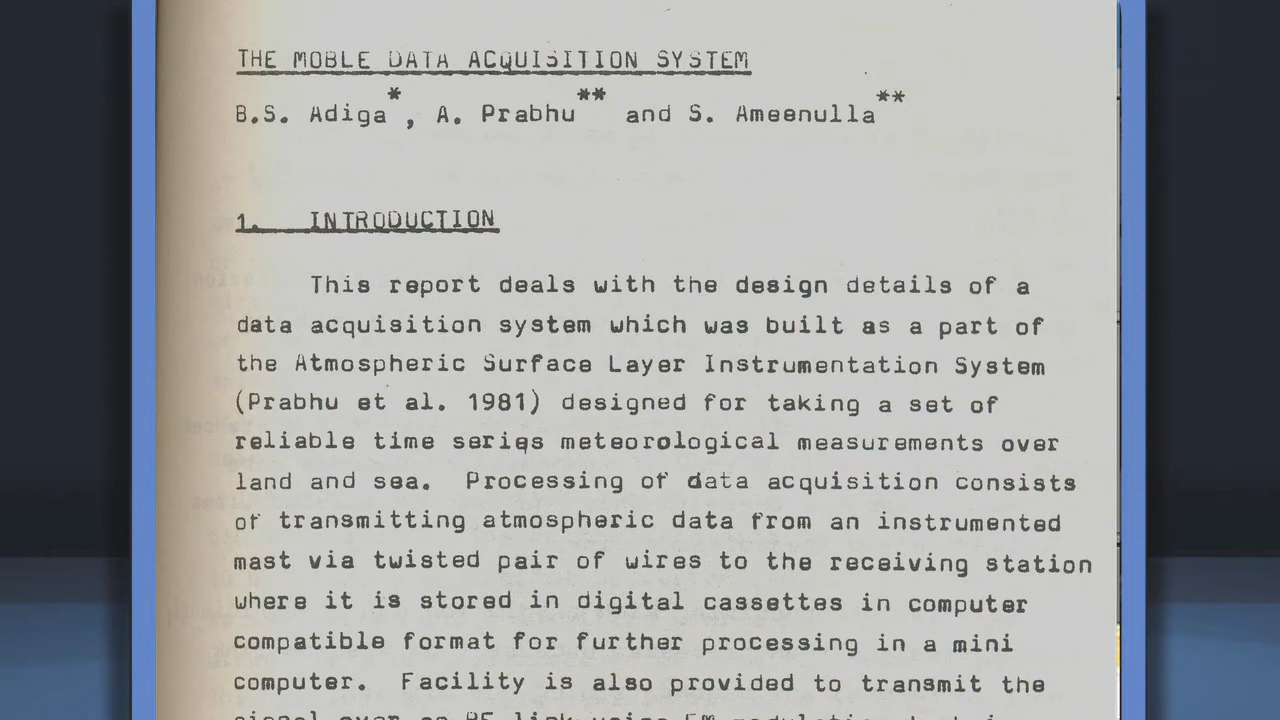 THE MOBLE DATA ACQUISITION SYSTEM
B.S. Adiga*, A. Prabhu** and S. Ameenulla**
1. INTRODUCTION
This report deals with the design details of a
data acquisition system which was built as a part of
the Atmospheric Surface Layer Instrumentation System
(Prabhu et al. 1981) designed for taking a set of
reliable time series meteorological measurements over
land and sea. Processing of data acquisition consists
of transmitting atmospheric data from an instrumented
mast via twisted pair of wires to the receiving station
where it is stored in digital cassettes in computer
compatible format for further processing in a mini
computer. Facility is also provided to transmit the